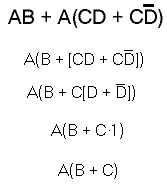 AB + A(CD + CD̅)
A(B + [CD + CD̅])
A(B + C[D + D̅])
A(B + C·1)
A(B + C)